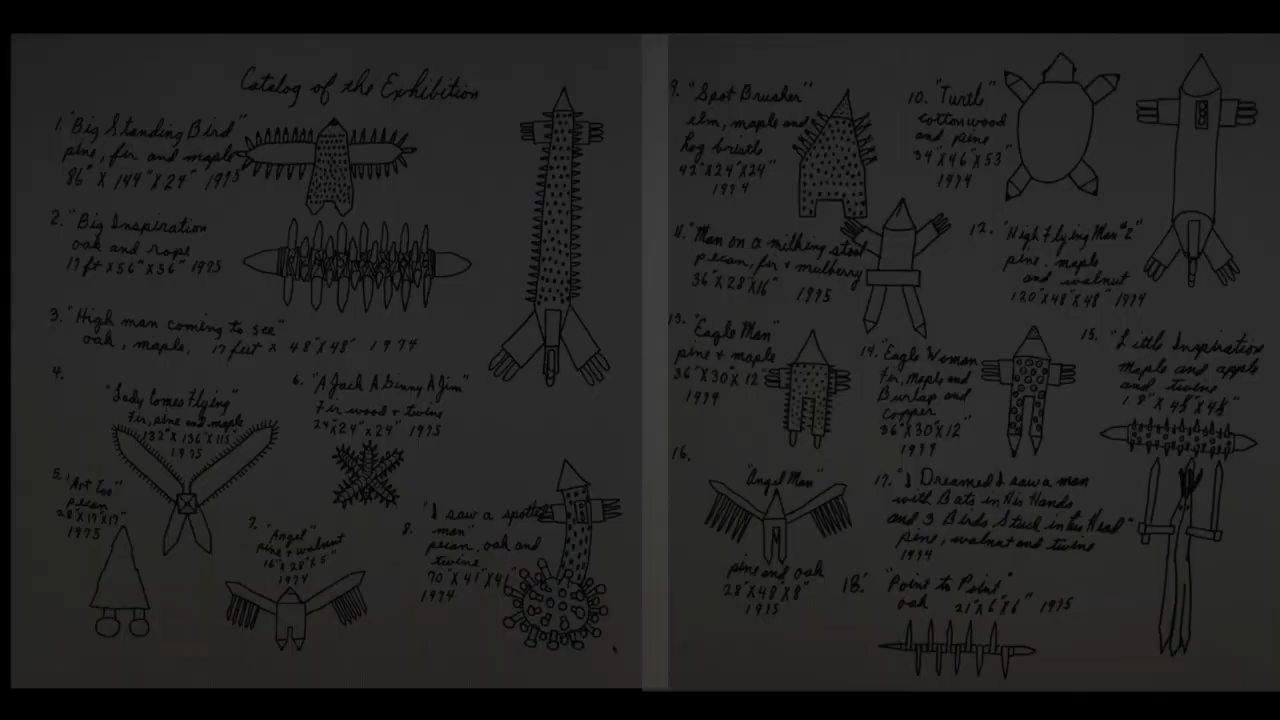 Catalog of the Exhibition
1. "Big Standing Bird"
pine, fir and maple
86" X 144" X 24" 1975
2. "Big Inspiration
oak and rope
17 ft X 56" X 56" 1975
3. "High man coming to see"
oak, maple, 17 feet X 48" X 48" 1974
4.
"Lady Comes Flying"
Fir, pine and maple
132" X 136" X 115
1975
5. "Art Too"
pecan
28" X 17" X 17"
1975
6. "A Jack A Ginny A Jim"
Fir wood + twine
24" X 24" X 24" 1975
7. "Angel"
pine + walnut
16" X 28" X 5"
1974
8. "I saw a spotted
man"
pecan, oak and
twine
70" X 41" X 41"
1974
9. "Spot Brusher"
elm, maple and
hog bristle
42" X 24" X 24"
1974
10. "Turtle"
cottonwood
and pine
34" X 46" X 53"
1974
11. "Man on a milking stool
pecan, fir + mulberry
36" X 28" X 16" 1975
12. "High Flying Man "2"
pine, maple
and walnut
120" X 48" X 48" 1974
13. "Eagle Man"
pine + maple
36" X 30" X 12"
1974
14. "Eagle Woman
Fir, Maple and
Burlap and
Copper
36" X 30" X 12"
15. "Little Inspiration
Maple and apple
and twine
16.
"Angel Man"
pine and oak
28" X 48" X 8"
1975
17. "I Dreamed I saw a man
with Bats in His Hands
and 3 Birds Stuck in his Head"
pine, walnut and twine
1974
18. "Point to Point"
oak 21" X 6" X 6" 1975